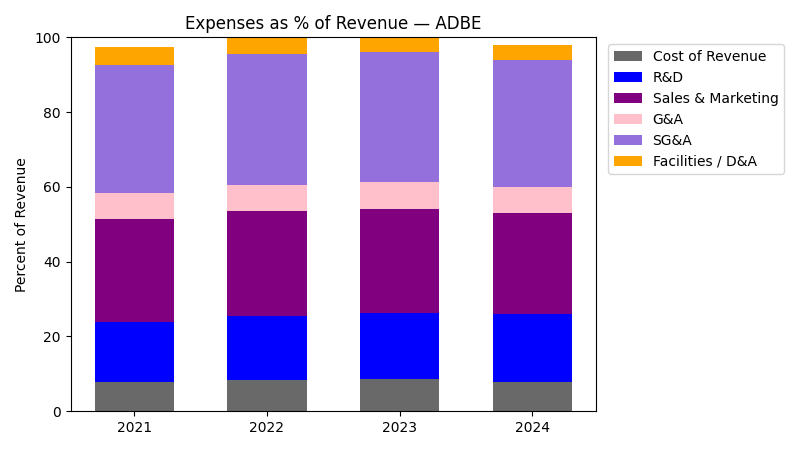 Expenses as % of Revenue — ADBE
Percent of Revenue
100
80
60
40
20
0
2021
2022
2023
2024
Cost of Revenue
R&D
Sales & Marketing
G&A
SG&A
Facilities / D&A